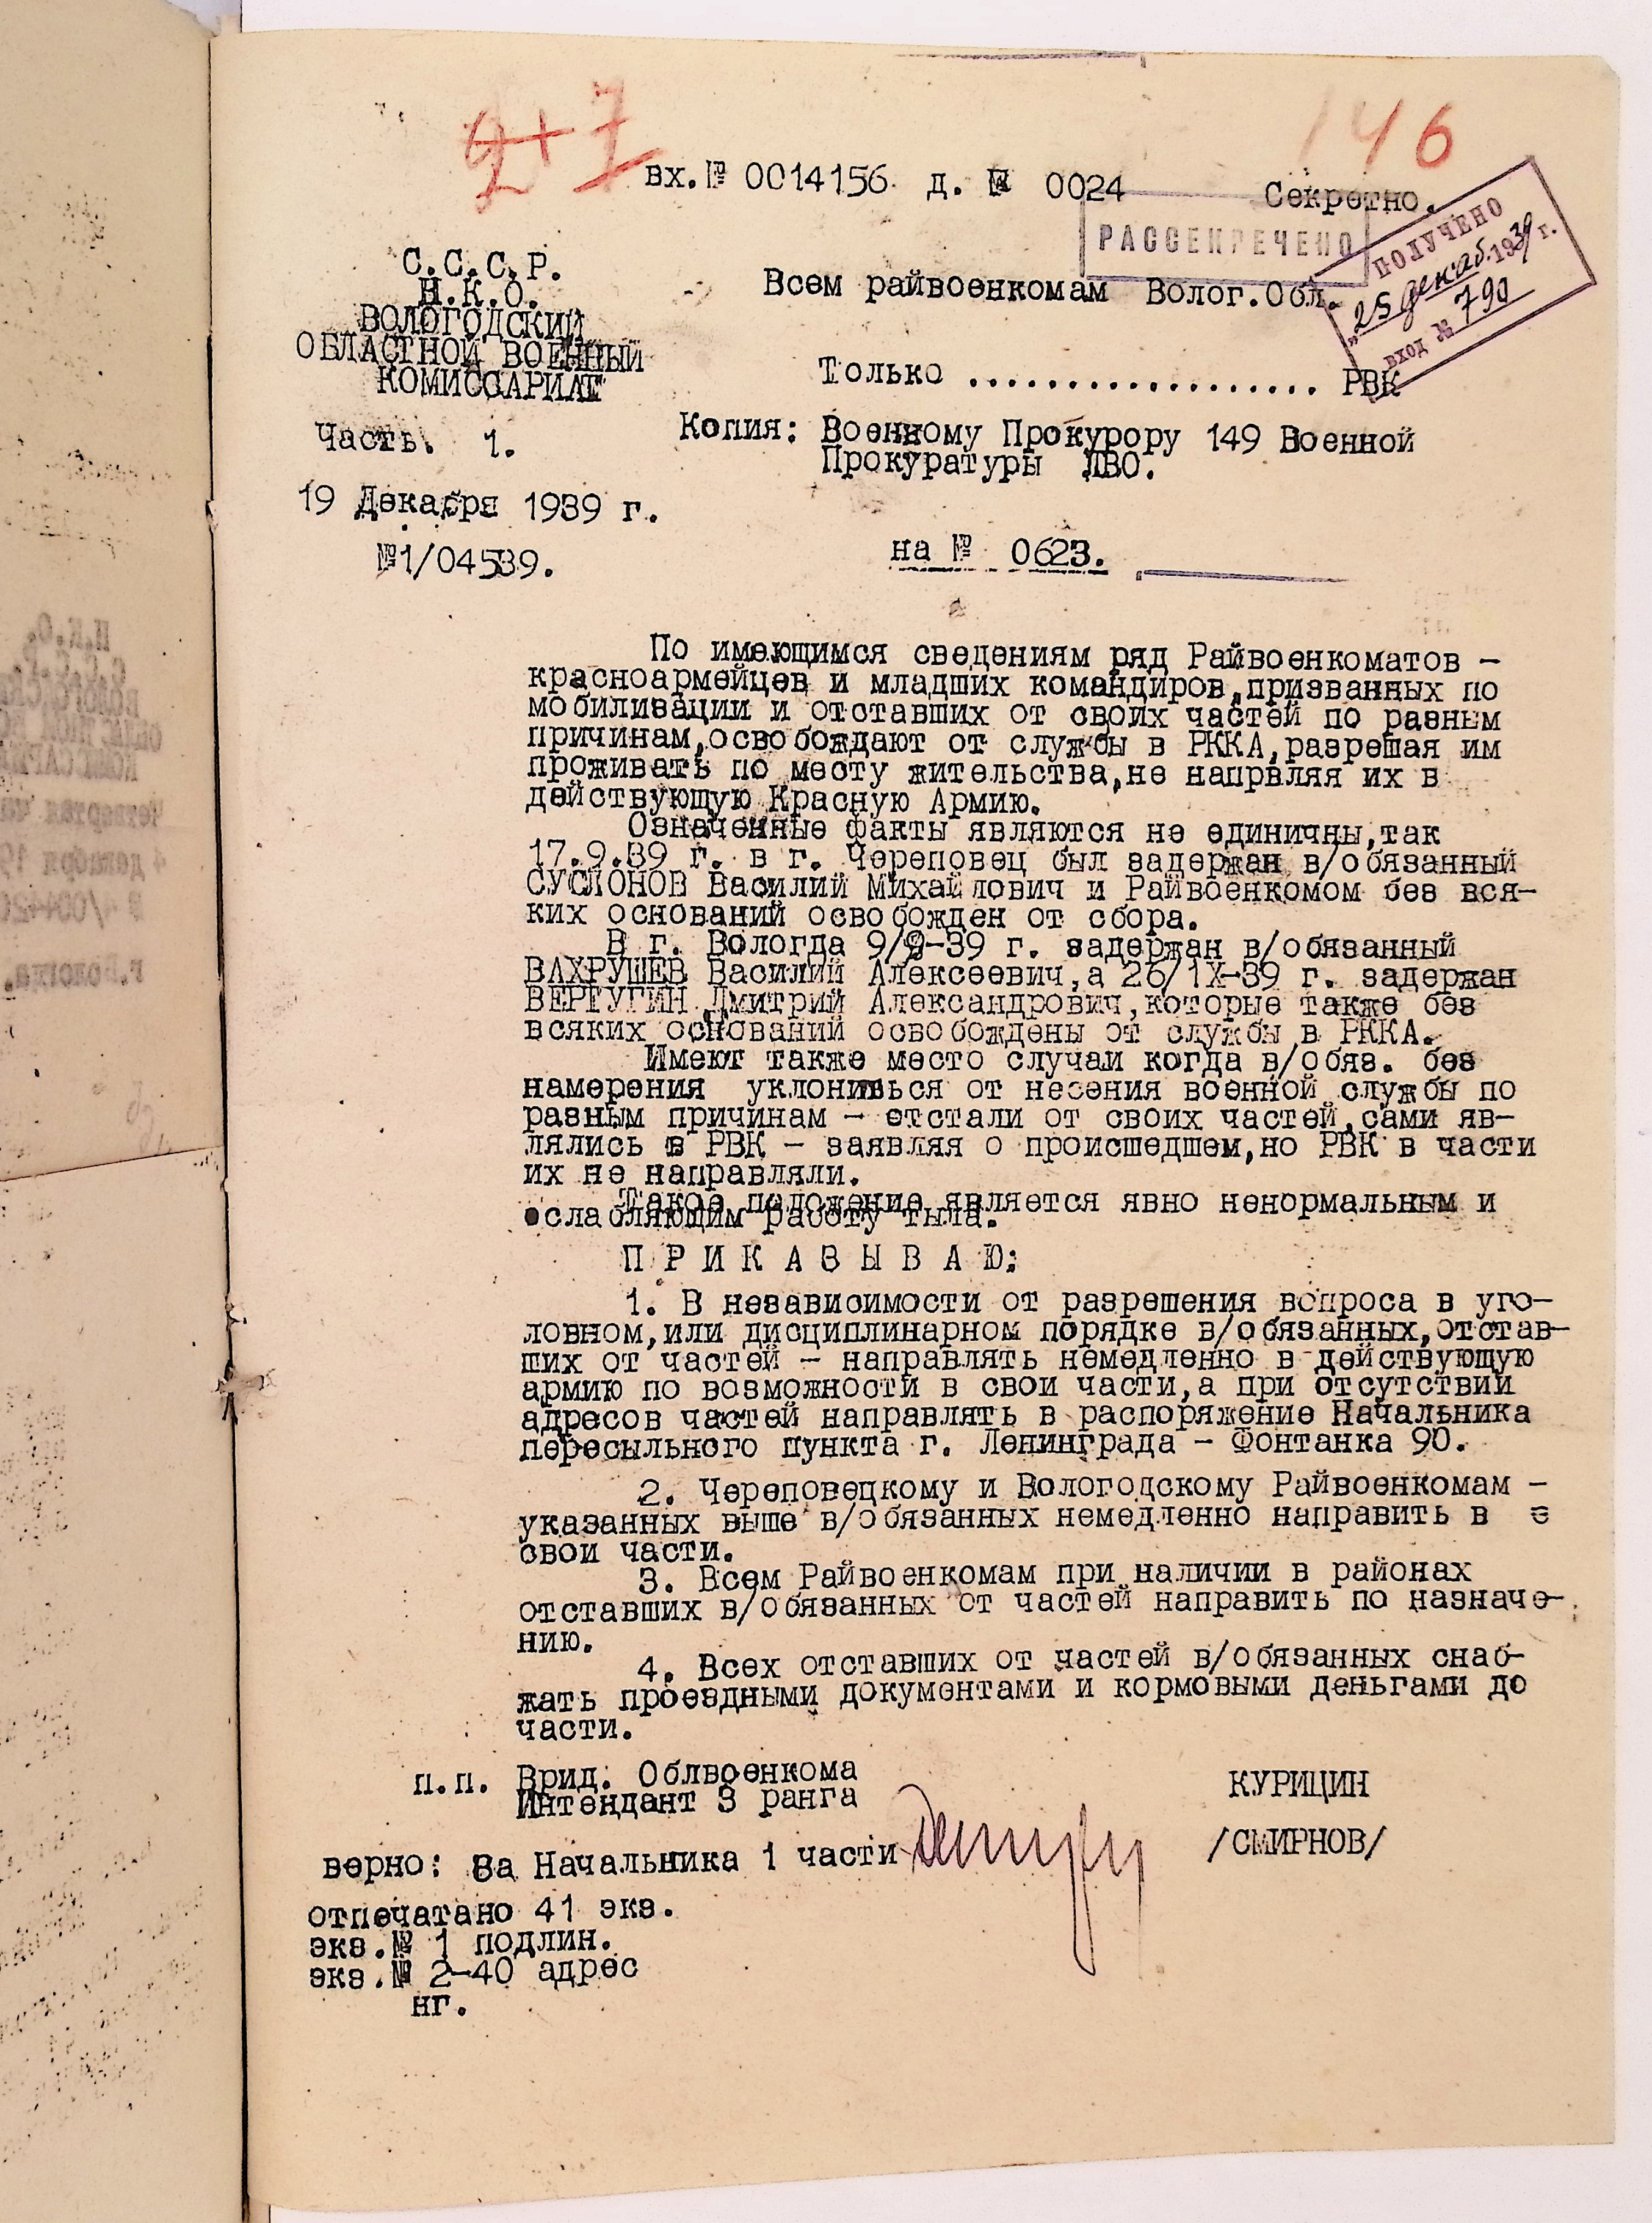 2+7
146
вх.№ 0014156 д. № 0024 Секретно.
РАССЕКРЕЧЕНО
ПОЛУЧЕНО
"25 декаб. 1939 г.
ВХОД № 790
С.С.С.Р.
Н.К.О.
ВОЛОГОДСКИЙ
ОБЛАСТНОЙ ВОЕННЫЙ
КОМИССАРИАТ
Часть. 1.
19 Декабря 1939 г.
№1/04539.
Всем райвоенкомам Волог.Обл.
Только .................. РВК
Копия: Военному Прокурору 149 Военной
Прокуратуры ЛВО.
на № 0623.
По имеющимся сведениям ряд Райвоенкоматов –
красноармейцев и младших командиров,призванных по
мобилизации и отставших от своих частей по разным
причинам,освобождают от службы в РККА,разрешая им
проживать по месту жительства,не напрвляя их в
действующую Красную Армию.
Означенные факты являются не единичны,так
17.9.39 г. в г. Череповец был задержан в/обязанный
СУСЛОНОВ Василий Михайлович и Райвоенкомом без вся-
ких оснований освобожден от сбора.
В г. Вологда 9/9-39 г. задержан в/обязанный
ВАХРУШЕВ Василий Алексеевич,а 26/1X-39 г. задержан
ВЕРГУГИН Дмитрий Александрович,которые также без
всяких оснований освобождены от службы в РККА.
Имеют также место случаи когда в/обяз. без
намерения уклониться от несения военной службы по
разным причинам – отстали от своих частей,сами яв-
лялись в РВК – заявляя о происшедшем,но РВК в части
их не направляли.
Такое положение является явно ненормальным и
ослабляющим работу тыла.
П Р И К А З Ы В А Ю:
1. В независимости от разрешения вопроса в уго-
ловном,или дисциплинарном порядке в/обязанных,отстав-
ших от частей – направлять немедленно в действующую
армию по возможности в свои части,а при отсутствии
адресов частей направлять в распоряжение Начальника
пересыльного пункта г. Ленинграда – Фонтанка 90.
2. Череповецкому и Вологодскому Райвоенкомам –
указанных выше в/обязанных немедленно направить в с
свои части.
3. Всем Райвоенкомам при наличии в районах
отставших в/обязанных от частей направить по назначе-
нию.
4. Всех отставших от частей в/обязанных снаб-
жать проездными документами и кормовыми деньгами до
части.
п.п. Врид. Облвоенкома
Интендант 3 ранга КУРИЦИН
верно: За Начальника 1 части /СМИРНОВ/
отпечатано 41 экз.
экз.№ 1 подлин.
экз.№ 2-40 адрес
нг.